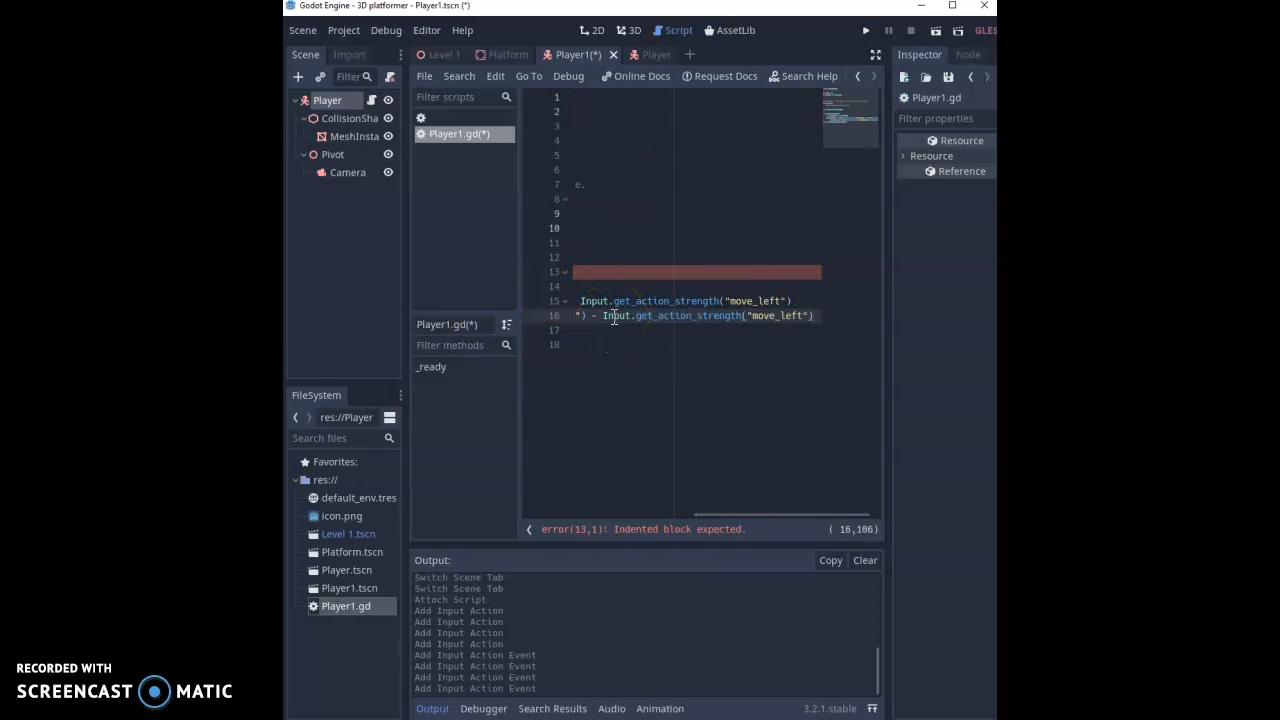 Godot Engine - 3D platformer - Player1.tscn (*)
Scene Project Debug Editor Help 2D 3D Script AssetLib GLES
Scene Import Level 1 Platform Player1(*) Player Inspector Node
Filter File Search Edit Go To Debug Online Docs Request Docs Search Help
Player Filter scripts 1 Player1.gd
CollisionSha 2 Filter properties
MeshInsta Player1.gd(*) 3
4 Resource
Pivot 5 Resource
Camera 6 Reference
7 e.
8
9
10
11
12
13
14
15 Input.get_action_strength("move_left")
16 ") - Input.get_action_strength("move_left")
Player1.gd(*) 17
Filter methods 18
_ready
FileSystem
res://Player
Search files
Favorites:
res://
default_env.tres
icon.png
Level 1.tscn error(13,1): Indented block expected. ( 16,106)
Platform.tscn Output: Copy Clear
Player.tscn Switch Scene Tab
Player1.tscn Switch Scene Tab
Player1.gd Attach Script
Add Input Action
Add Input Action
Add Input Action
Add Input Action
Add Input Action Event
Add Input Action Event
Add Input Action Event
Add Input Action Event
Output Debugger Search Results Audio Animation 3.2.1.stable
RECORDED WITH
SCREENCAST MATIC